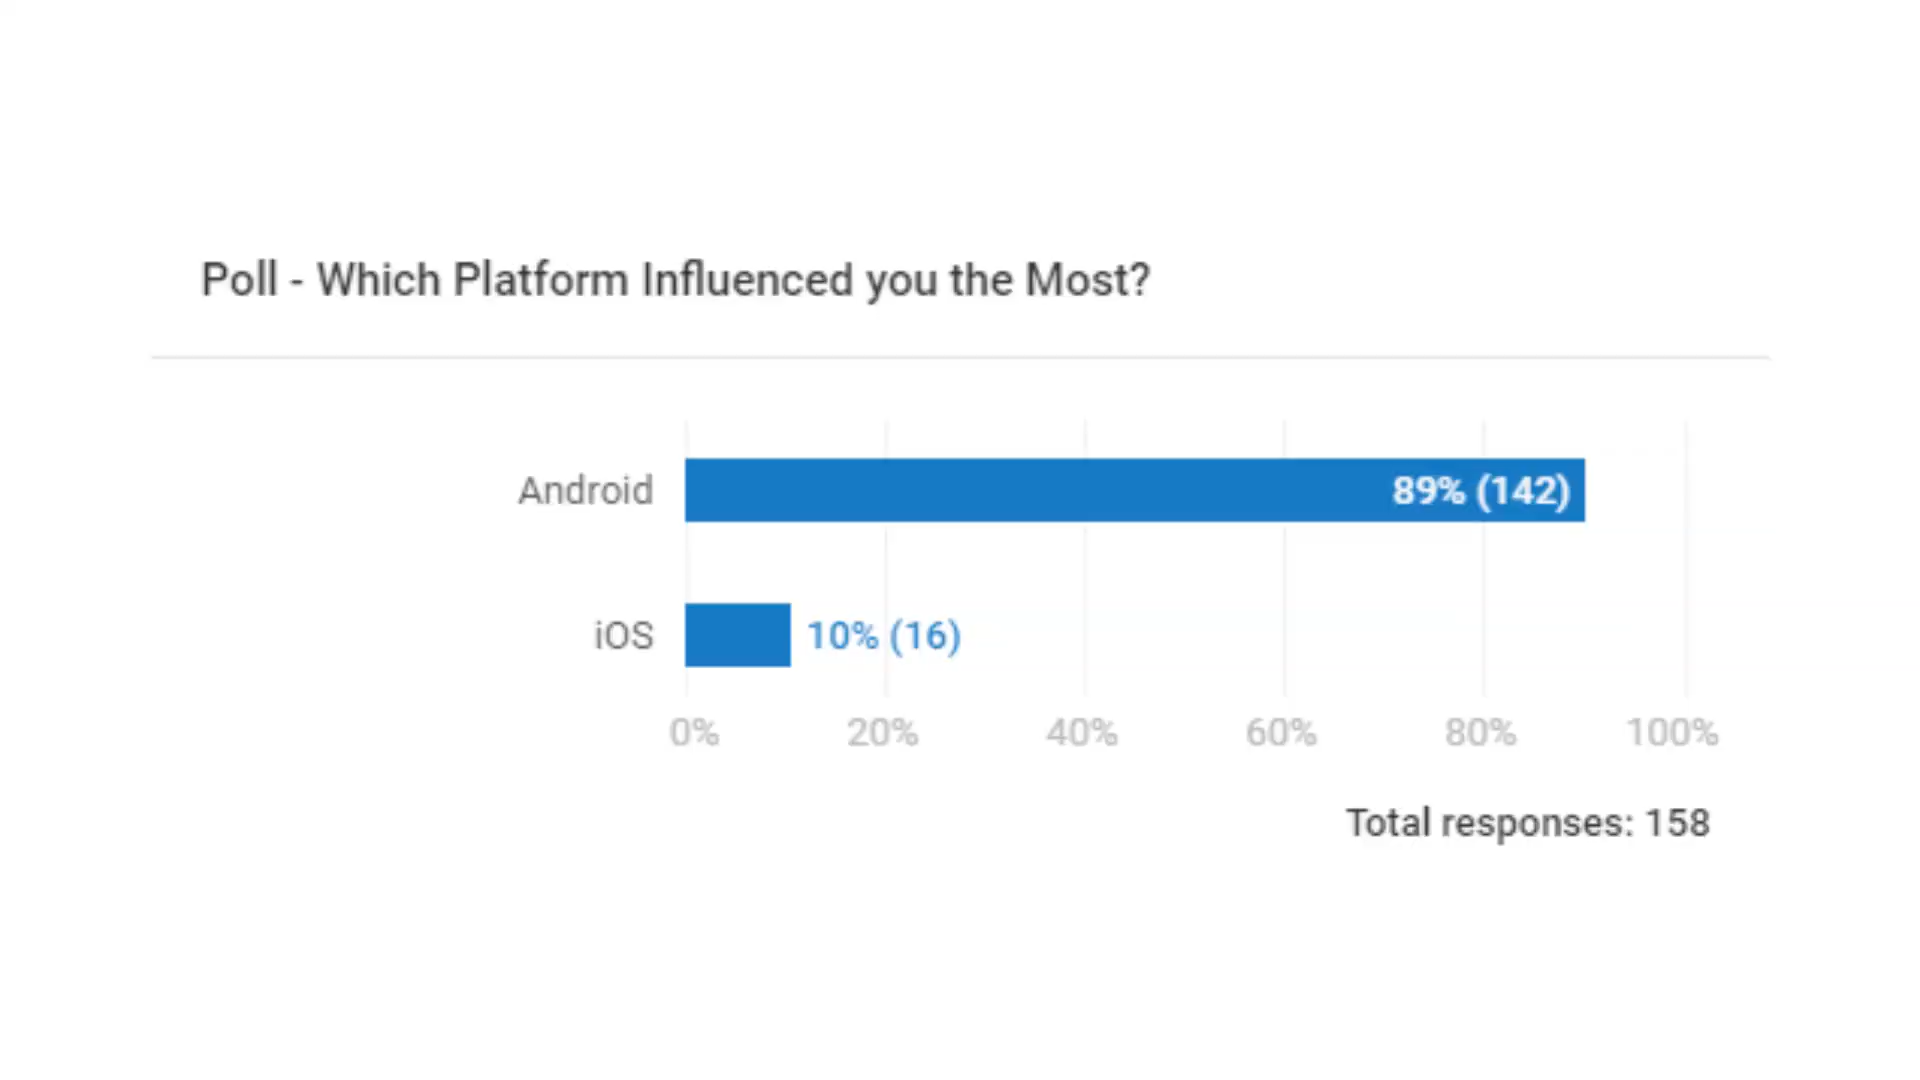 Poll - Which Platform Influenced you the Most?
Android 89% (142)
iOS 10% (16)
0% 20% 40% 60% 80% 100%
Total responses: 158